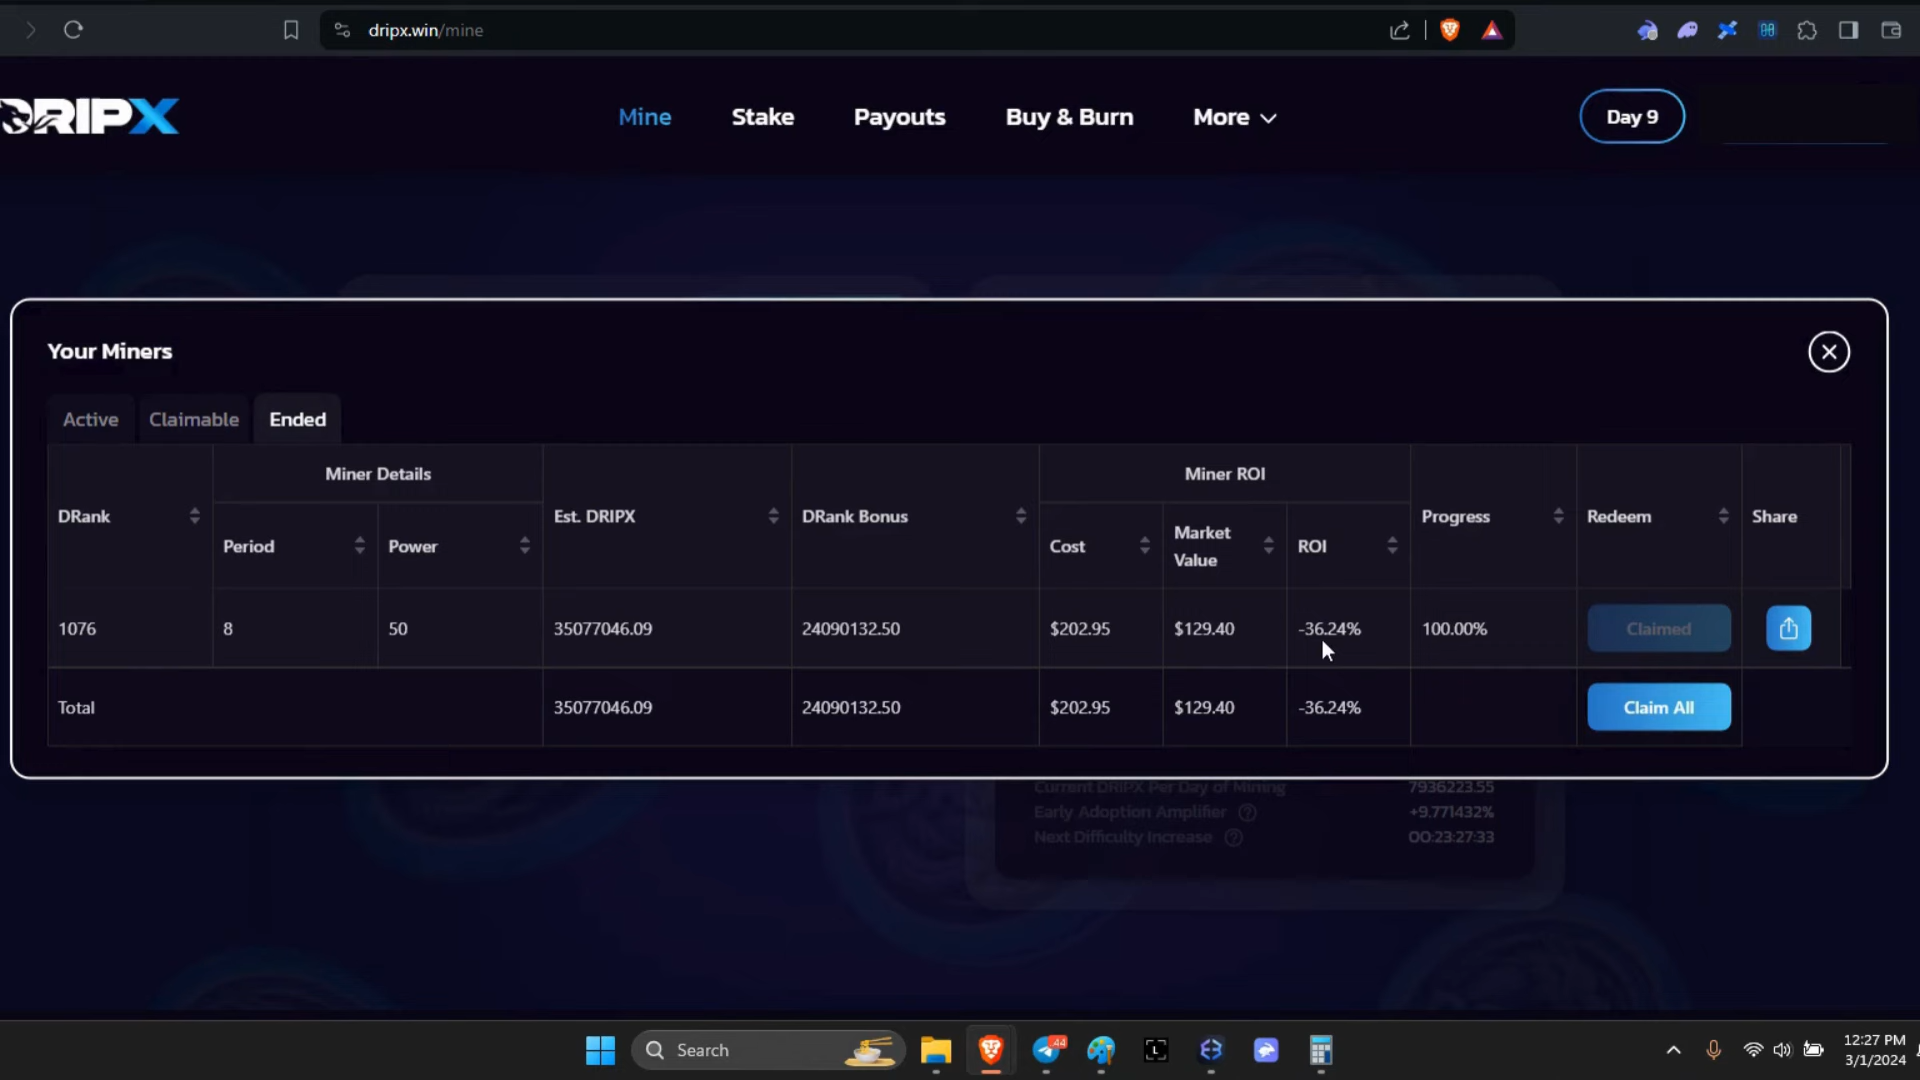 dripx.win/mine
DRIPX
Mine
Stake
Payouts
Buy & Burn
More
Day 9
Your Miners
Active
Claimable
Ended
DRank
Miner Details
Period
Power
Est. DRIPX
DRank Bonus
Miner ROI
Cost
Market
Value
ROI
Progress
Redeem
Share
1076
8
50
35077046.09
24090132.50
$202.95
$129.40
-36.24%
100.00%
Claimed
Total
35077046.09
24090132.50
$202.95
$129.40
-36.24%
Claim All
Current DRIPX Per Day of Mining
7936223.55
Early Adoption Amplifier
+9.771432%
Next Difficulty Increase
00:23:27:33
Search
44
L
12:27 PM
3/1/2024